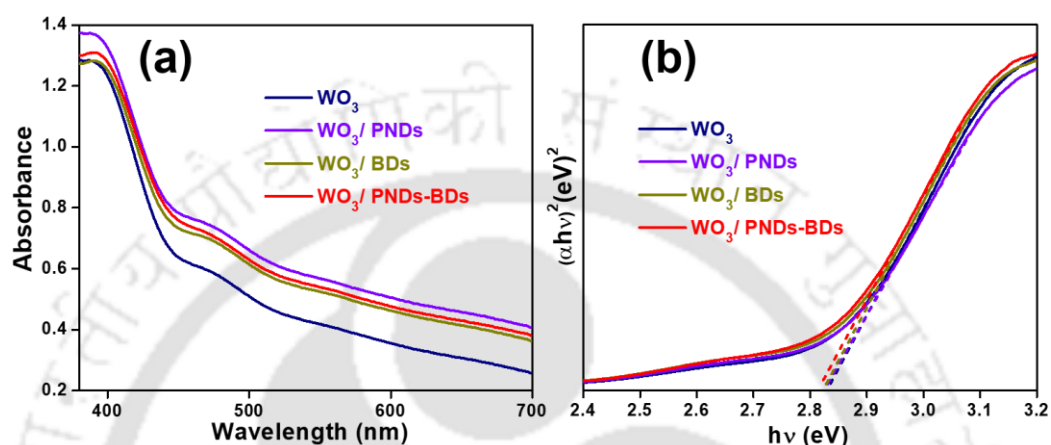 (a)
WO₃
WO₃/ PNDs
WO₃/ BDs
WO₃/ PNDs-BDs
Absorbance
1.4
1.2
1.0
0.8
0.6
0.4
0.2
400
500
600
700
Wavelength (nm)
(b)
WO₃
WO₃/ PNDs
WO₃/ BDs
WO₃/ PNDs-BDs
(αhν)² (eV)²
2.4
2.5
2.6
2.7
2.8
2.9
3.0
3.1
3.2
hν (eV)